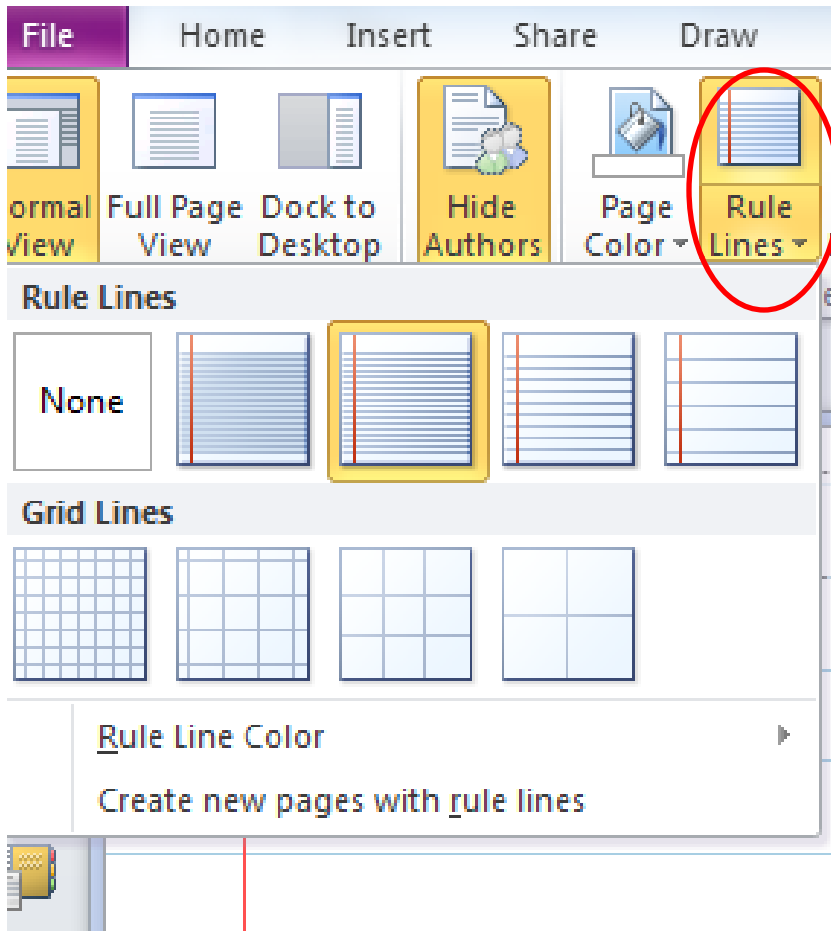 File Home Insert Share Draw
ormal Full Page Dock to Hide Page Rule
View View Desktop Authors Color Lines
Rule Lines
None
Grid Lines
Rule Line Color
Create new pages with rule lines